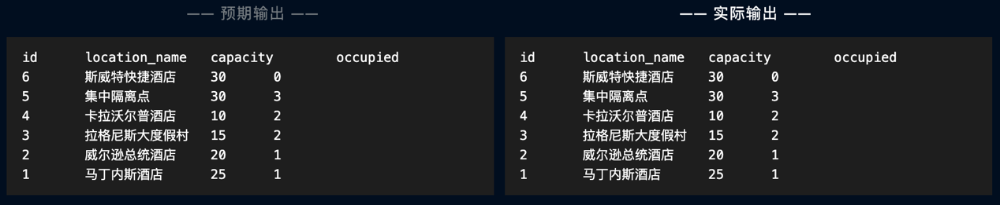 —— 预期输出 ——
id location_name capacity occupied
6 斯威特快捷酒店 30 0
5 集中隔离点 30 3
4 卡拉沃尔普酒店 10 2
3 拉格尼斯大度假村 15 2
2 威尔逊总统酒店 20 1
1 马丁内斯酒店 25 1
—— 实际输出 ——
id location_name capacity occupied
6 斯威特快捷酒店 30 0
5 集中隔离点 30 3
4 卡拉沃尔普酒店 10 2
3 拉格尼斯大度假村 15 2
2 威尔逊总统酒店 20 1
1 马丁内斯酒店 25 1